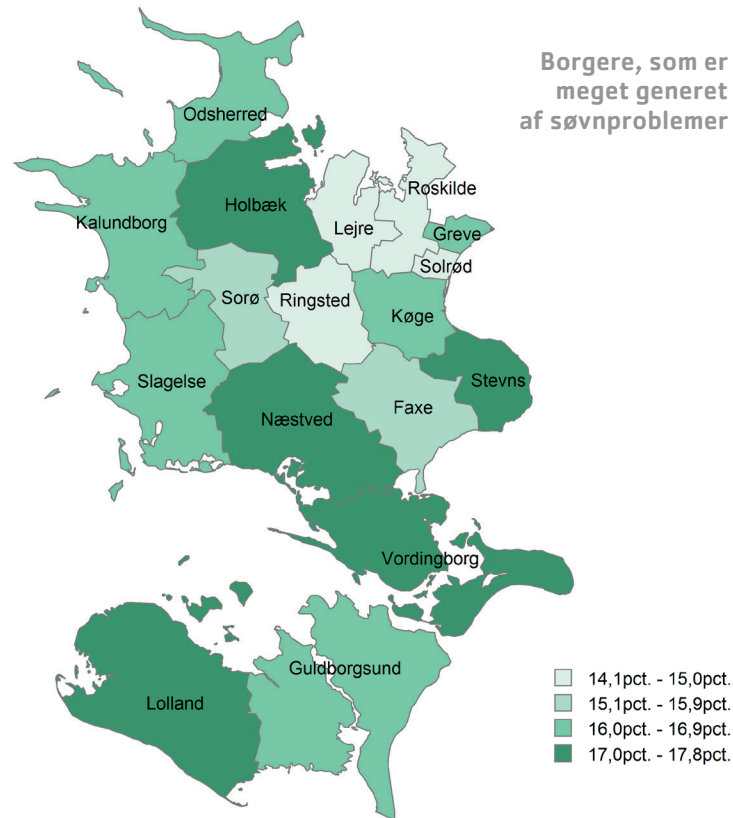 Borgere, som er
meget generet
af søvnproblemer
Odsherred
Roskilde
Holbæk
Kalundborg
Lejre
Greve
Solrød
Sorø
Ringsted
Køge
Slagelse
Stevns
Næstved
Faxe
Vordingborg
Guldborgsund
Lolland
14,1pct. - 15,0pct.
15,1pct. - 15,9pct.
16,0pct. - 16,9pct.
17,0pct. - 17,8pct.